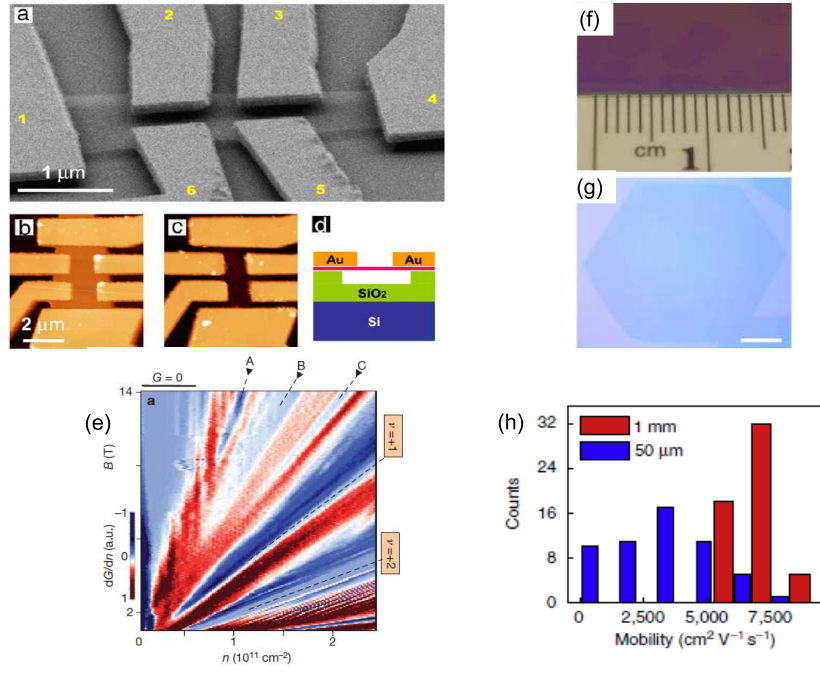 a
2
3
1
4
1 μm
6
5
b
c
d
2 μm
Au
Au
SiO2
Si
(e)
a
G = 0
A
B
C
14
B (T)
2
ν = +1
ν = +2
−1
0
1
dG/dn (a.u.)
0
1
2
n (10¹¹ cm⁻²)
(f)
cm
1
(g)
(h)
1 mm
50 μm
Counts
32
24
16
8
0
0
2,500
5,000
7,500
Mobility (cm² V⁻¹ s⁻¹)